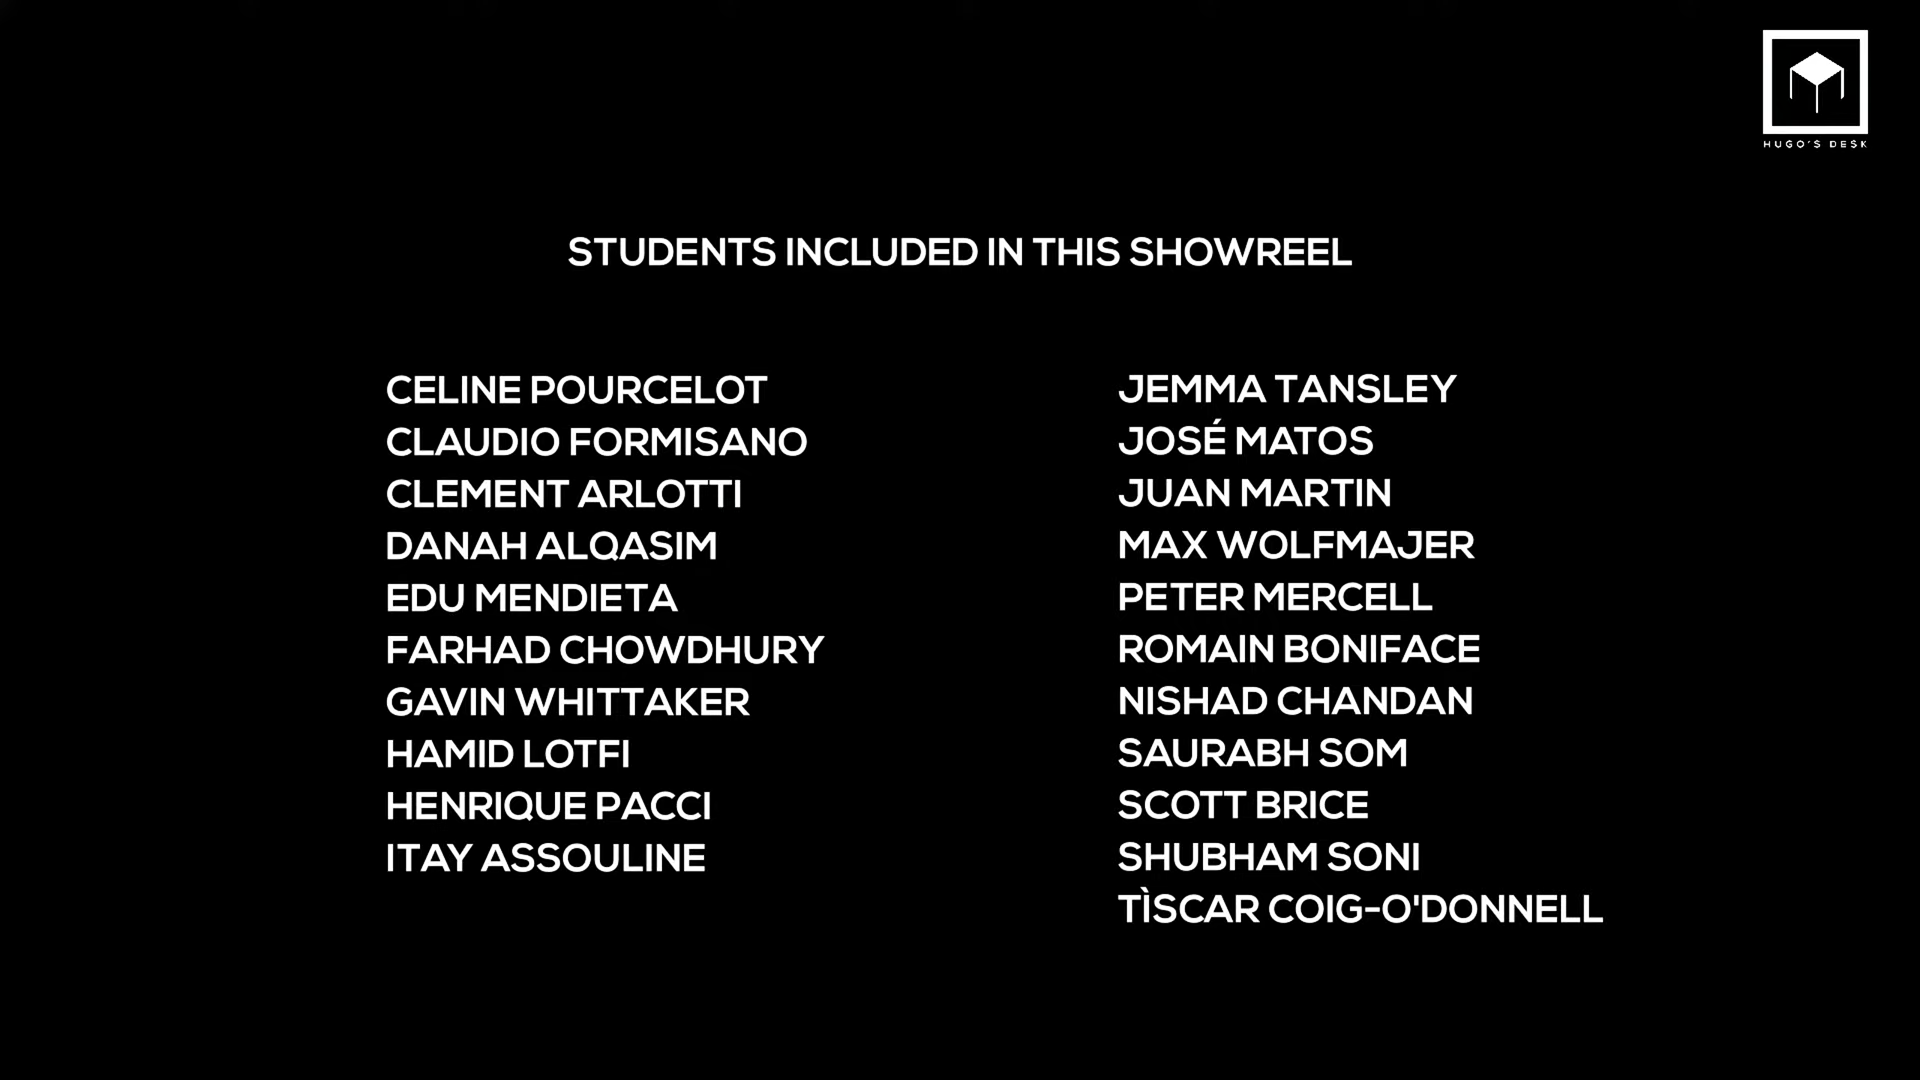 HUGO'S DESK
STUDENTS INCLUDED IN THIS SHOWREEL
CELINE POURCELOT
CLAUDIO FORMISANO
CLEMENT ARLOTTI
DANAH ALQASIM
EDU MENDIETA
FARHAD CHOWDHURY
GAVIN WHITTAKER
HAMID LOTFI
HENRIQUE PACCI
ITAY ASSOULINE
JEMMA TANSLEY
JOSÉ MATOS
JUAN MARTIN
MAX WOLFMAJER
PETER MERCELL
ROMAIN BONIFACE
NISHAD CHANDAN
SAURABH SOM
SCOTT BRICE
SHUBHAM SONI
TÌSCAR COIG-O'DONNELL